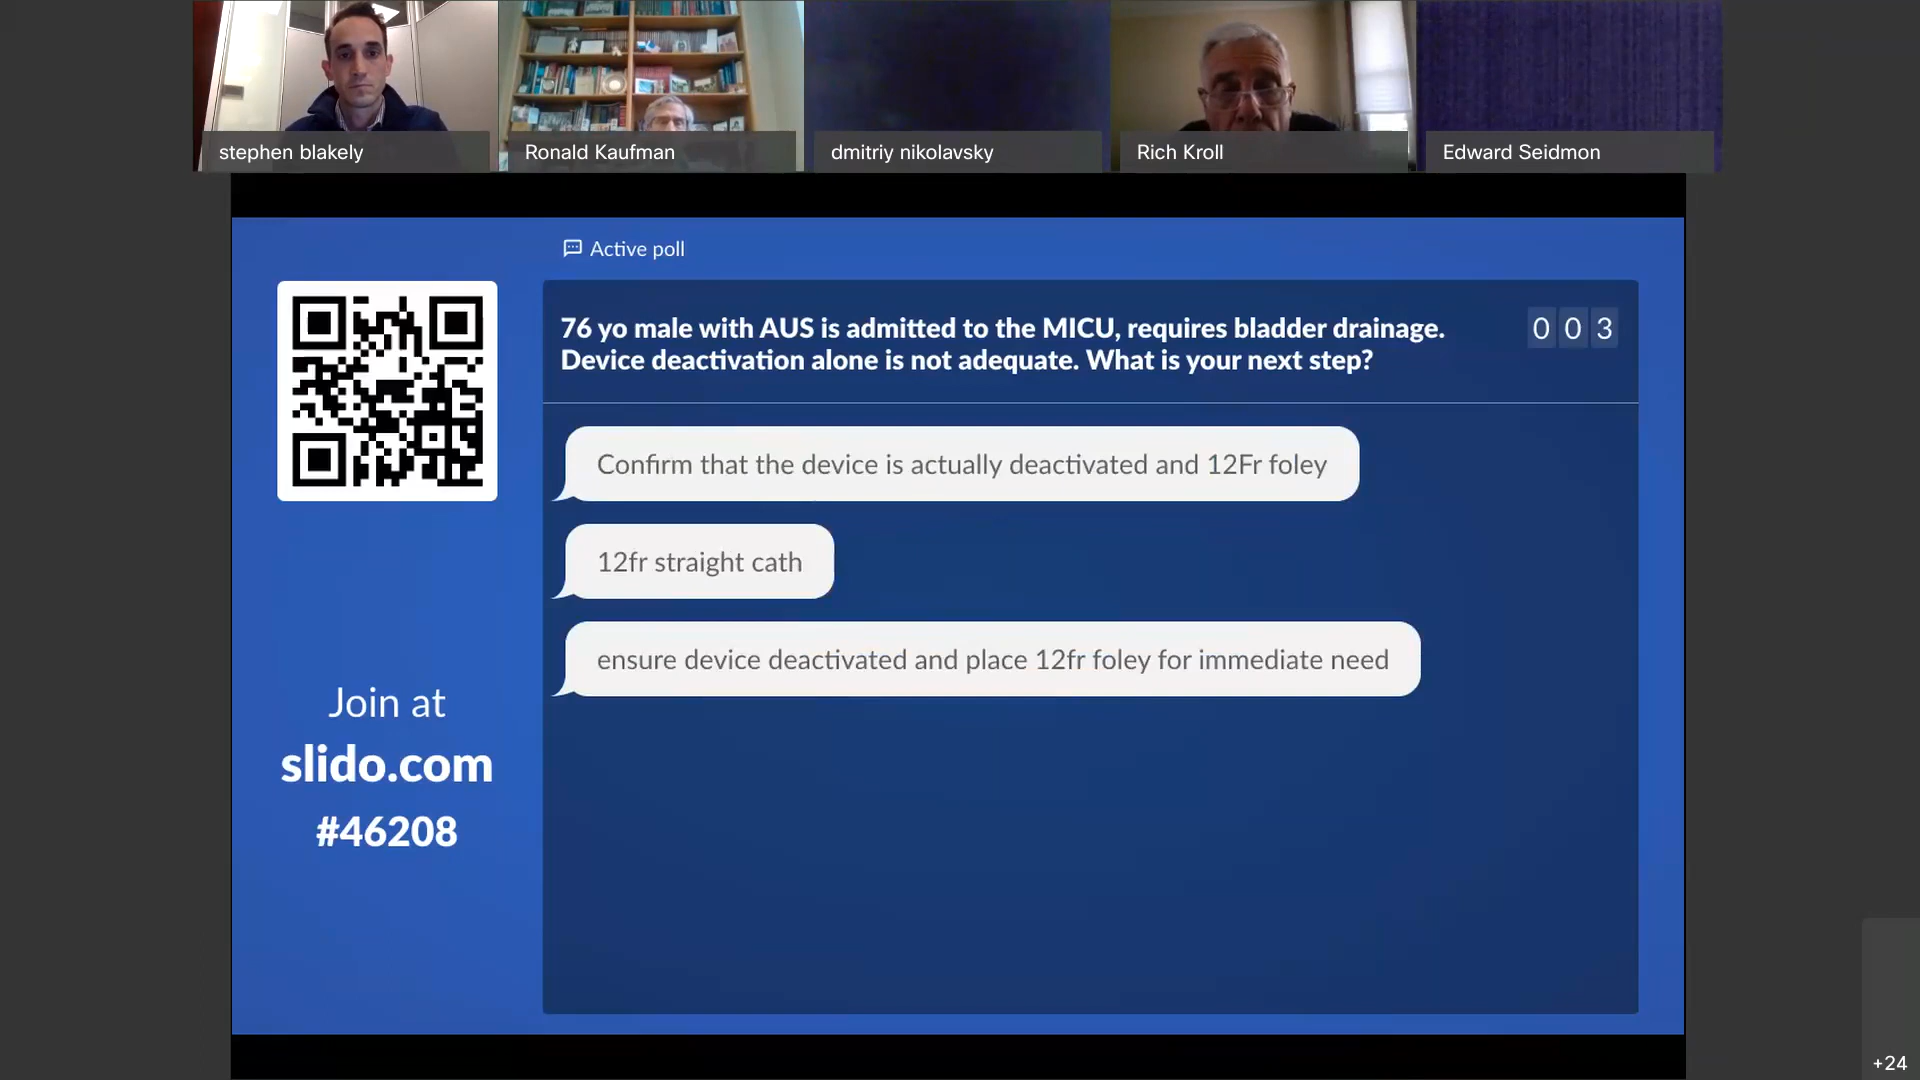 stephen blakely
Ronald Kaufman
dmitriy nikolavsky
Rich Kroll
Edward Seidmon
Active poll
76 yo male with AUS is admitted to the MICU, requires bladder drainage.
Device deactivation alone is not adequate. What is your next step?
003
Confirm that the device is actually deactivated and 12Fr foley
12fr straight cath
ensure device deactivated and place 12fr foley for immediate need
Join at
slido.com
#46208
+24